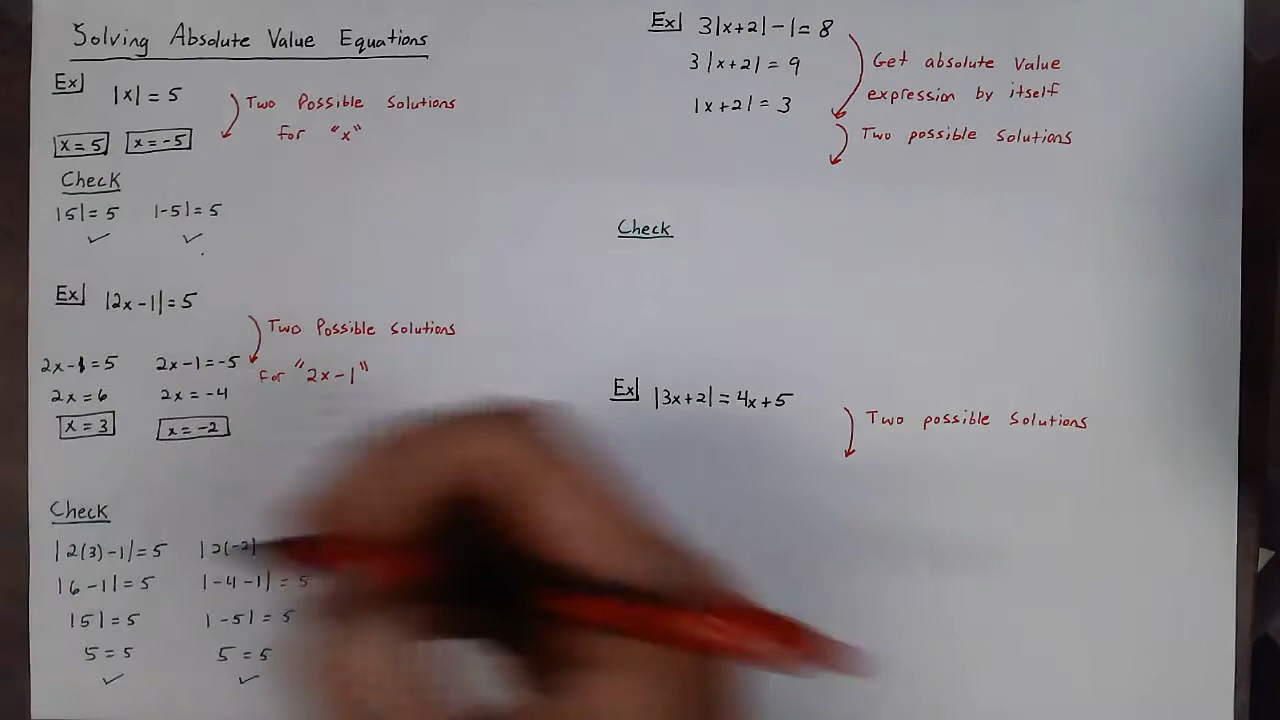 Solving Absolute Value Equations
Ex| |x| = 5
Two Possible Solutions
for "x"
x = 5 x = -5
Check
|5| = 5 |-5| = 5
Ex| |2x - 1| = 5
Two Possible Solutions
for "2x - 1"
2x - 1 = 5 2x - 1 = -5
2x = 6 2x = -4
x = 3 x = -2
Check
|2(3) - 1| = 5 |2(-2)
|6 - 1| = 5 |-4 - 1| = 5
|5| = 5 |-5| = 5
5 = 5 5 = 5
Ex| 3|x + 2| - 1 = 8
3|x + 2| = 9
|x + 2| = 3
Get absolute value
expression by itself
Two possible solutions
Check
Ex| |3x + 2| = 4x + 5
Two possible solutions